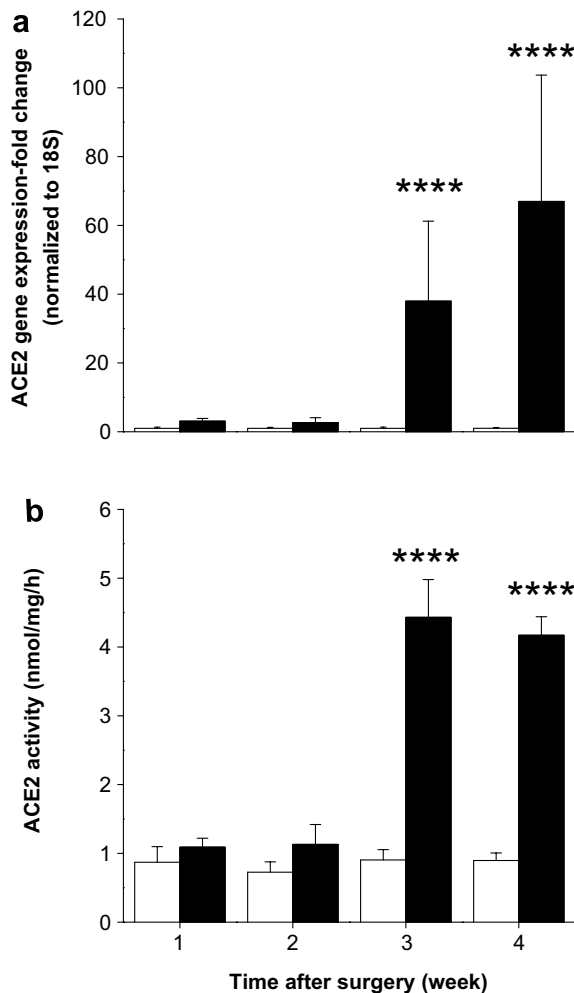 a
ACE2 gene expression-fold change
(normalized to 18S)
120
100
80
60
40
20
0
****
****
b
ACE2 activity (nmol/mg/h)
6
5
4
3
2
1
0
****
****
1 2 3 4
Time after surgery (week)